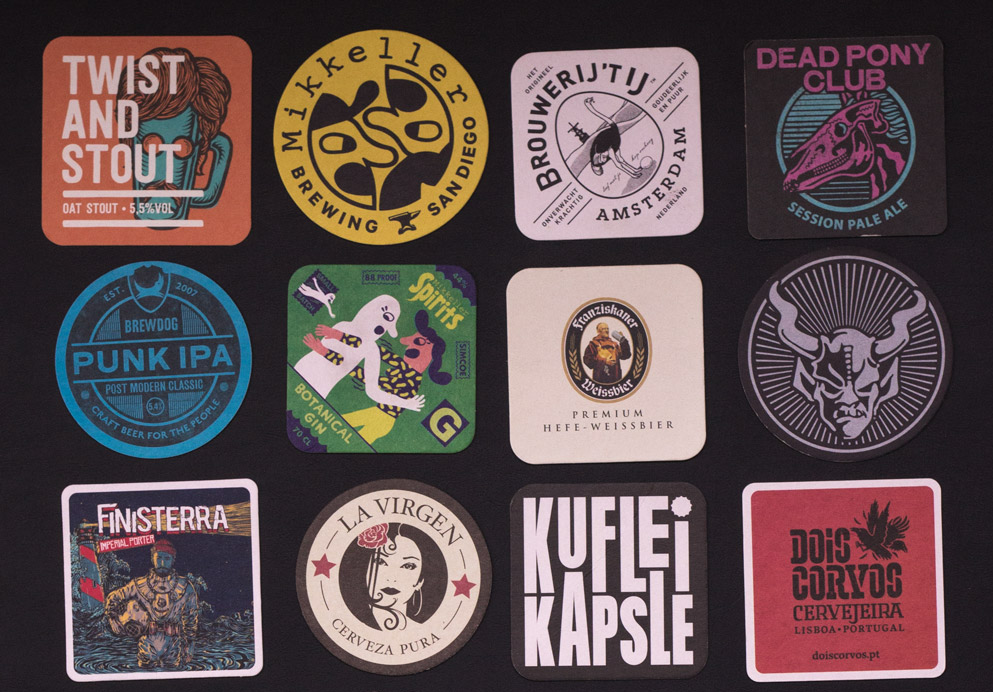 TWIST
AND
STOUT
OAT STOUT • 5,5%VOL
Mikkeller
BREWING SAN DIEGO
HET
ORIGINEEL
BROUWERIJ'TIJ™
GOUDEERLIJK
EN PUUR
ONVERWACHT
KRACHTIG
AMSTERDAM
NEDERLAND
DEAD PONY
CLUB
SESSION PALE ALE
EST. 2007
BREWDOG
PUNK IPA
POST MODERN CLASSIC
CRAFT BEER FOR THE PEOPLE
88 PROOF
44%
Spirits
SIMCOE
BOTANICAL
GIN
70 CL
G
Franziskaner
Weissbier
PREMIUM
HEFE-WEISSBIER
FINISTERRA
IMPERIAL PORTER
LA VIRGEN
CERVEZA PURA
KUFLEi
KAPSLE
DOIS
CORVOS
CERVEJEIRA
LISBOA • PORTUGAL
doiscorvos.pt